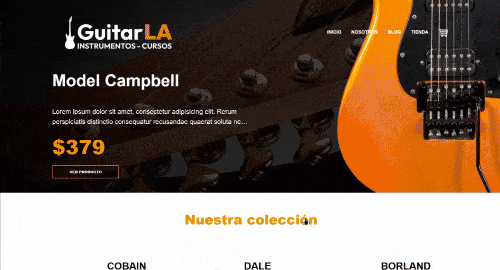 GuitarLA
INSTRUMENTOS - CURSOS
INICIO NOSOTROS BLOG TIENDA
Model Campbell
Lorem ipsum dolor sit amet, consectetur adipisicing elit. Rerum
perspiciatis distinctio consequatur recusandae quaerat soluta ne...
$379
VER PRODUCTO
Nuestra colección
COBAIN DALE BORLAND